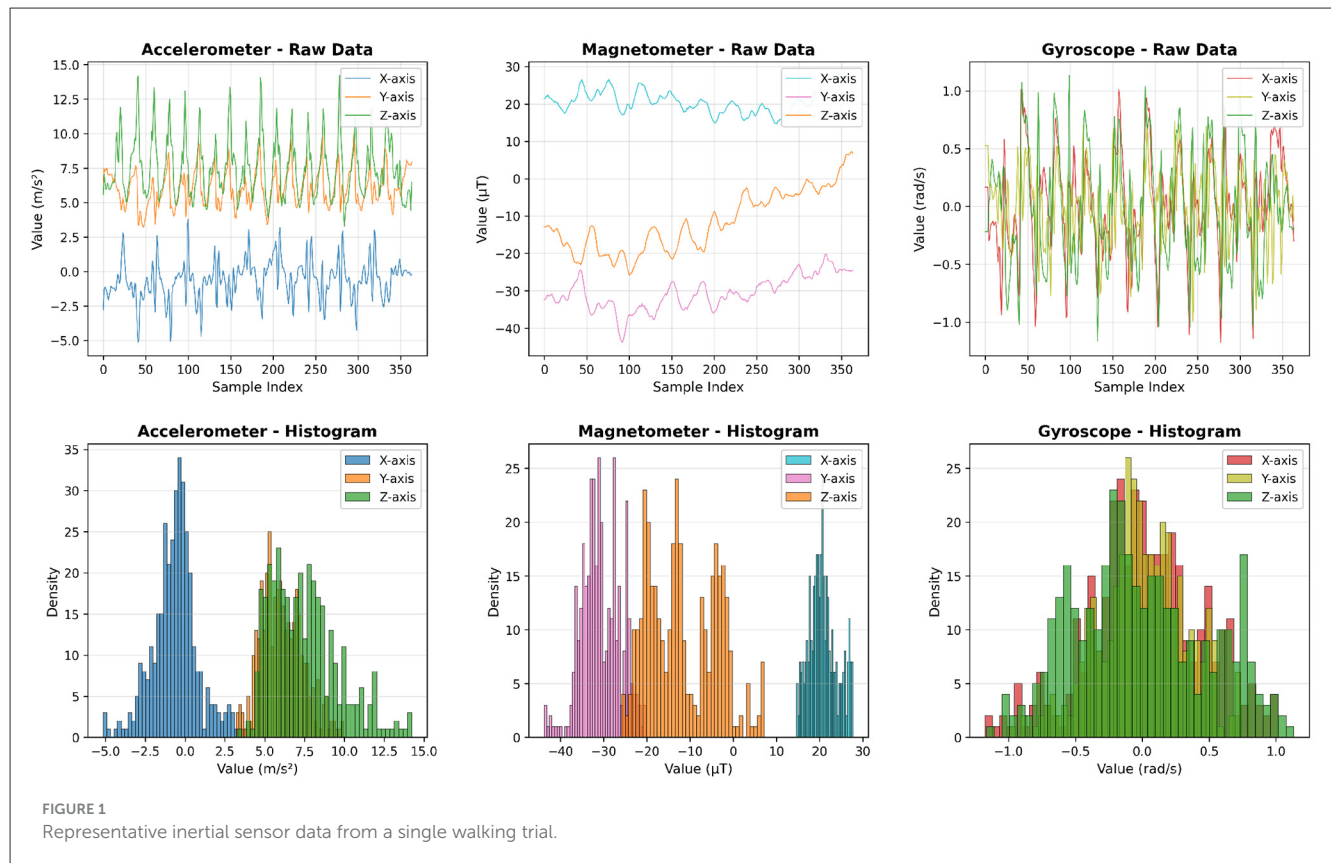 Accelerometer - Raw Data
15.0
12.5
10.0
7.5
5.0
2.5
0.0
−2.5
−5.0
Value (m/s²)
X-axis
Y-axis
Z-axis
0 50 100 150 200 250 300 350
Sample Index
Magnetometer - Raw Data
30
20
10
0
−10
−20
−30
−40
Value (μT)
X-axis
Y-axis
Z-axis
0 50 100 150 200 250 300 350
Sample Index
Gyroscope - Raw Data
1.0
0.5
0.0
−0.5
−1.0
Value (rad/s)
X-axis
Y-axis
Z-axis
0 50 100 150 200 250 300 350
Sample Index
Accelerometer - Histogram
35
30
25
20
15
10
5
0
Density
X-axis
Y-axis
Z-axis
−5.0 −2.5 0.0 2.5 5.0 7.5 10.0 12.5 15.0
Value (m/s²)
Magnetometer - Histogram
25
20
15
10
5
0
Density
X-axis
Y-axis
Z-axis
−40 −30 −20 −10 0 10 20 30
Value (μT)
Gyroscope - Histogram
25
20
15
10
5
0
Density
X-axis
Y-axis
Z-axis
−1.0 −0.5 0.0 0.5 1.0
Value (rad/s)
FIGURE 1
Representative inertial sensor data from a single walking trial.